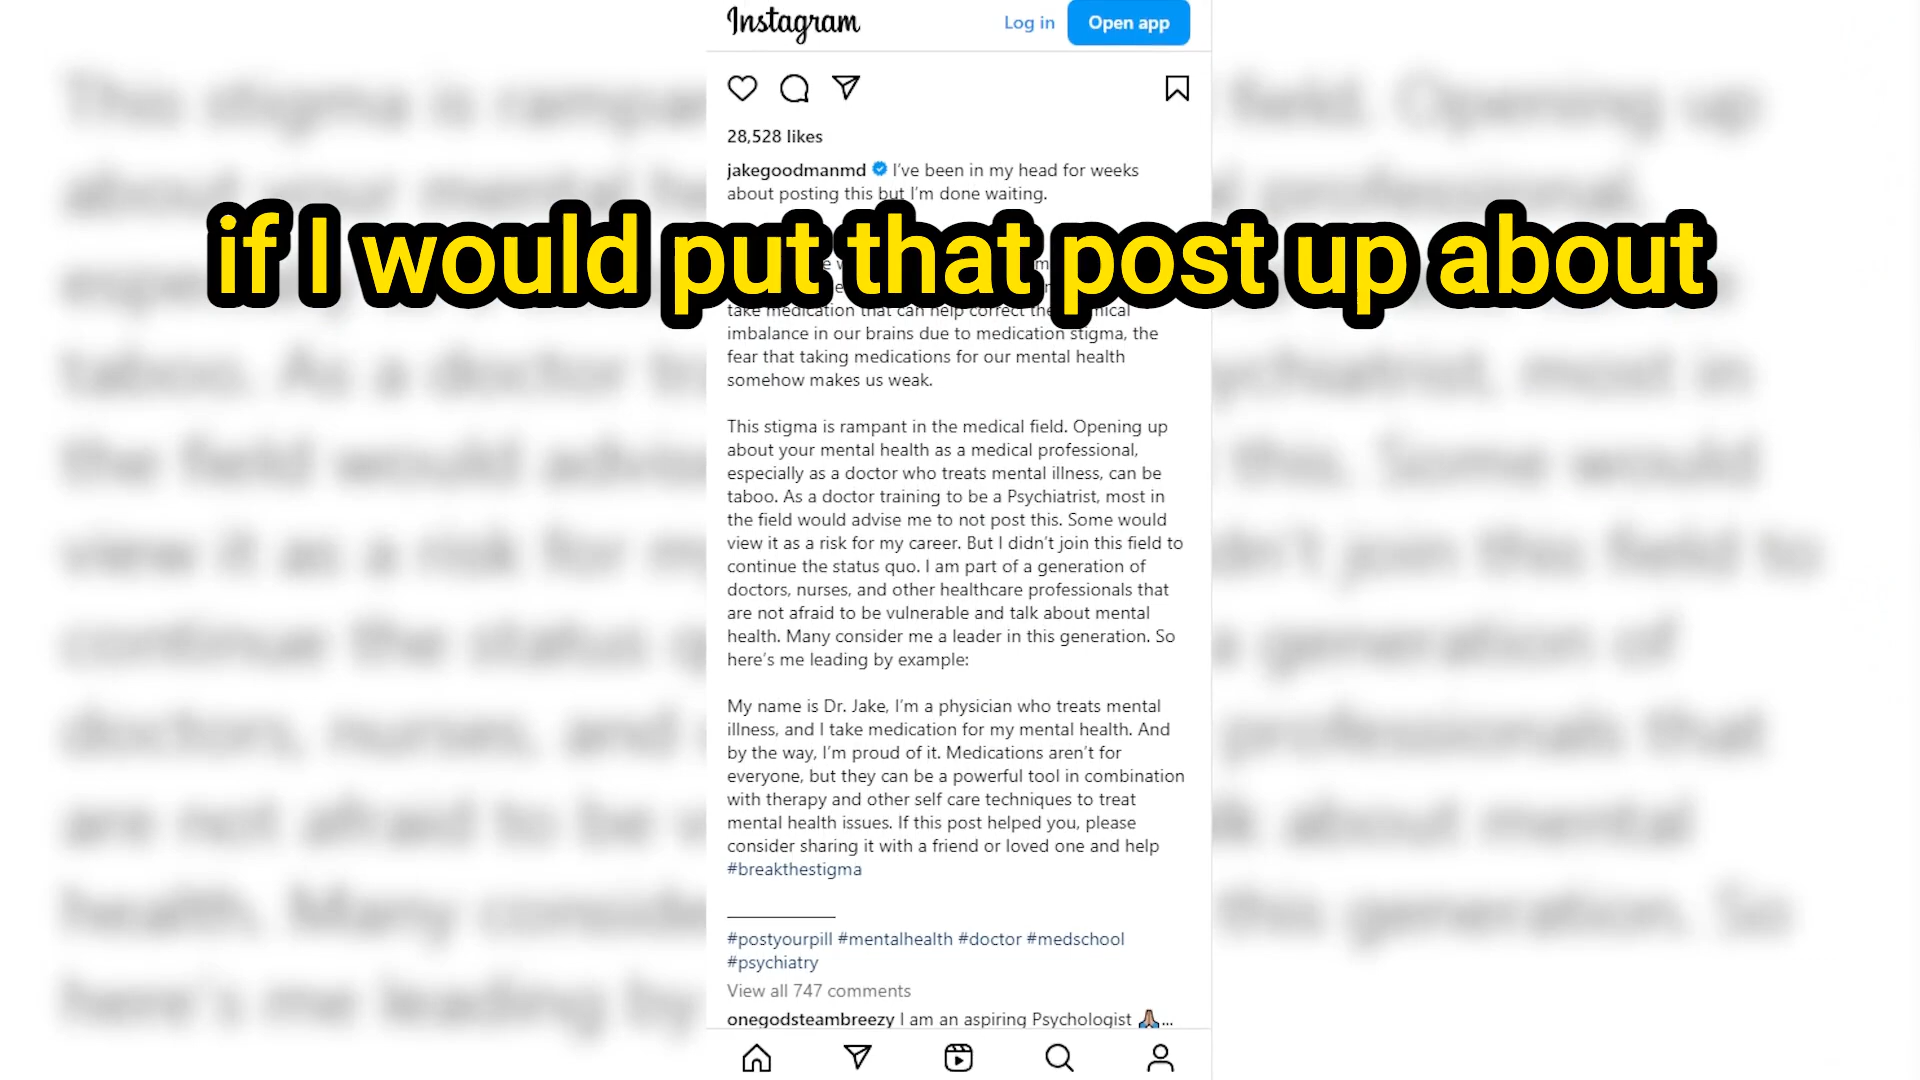 Instagram
Log in
Open app
28,528 likes
jakegoodmanmd I've been in my head for weeks
about posting this but I'm done waiting.
if I would put that post up about
take medication that can help correct the chemical
imbalance in our brains due to medication stigma, the
fear that taking medications for our mental health
somehow makes us weak.
This stigma is rampant in the medical field. Opening up
about your mental health as a medical professional,
especially as a doctor who treats mental illness, can be
taboo. As a doctor training to be a Psychiatrist, most in
the field would advise me to not post this. Some would
view it as a risk for my career. But I didn't join this field to
continue the status quo. I am part of a generation of
doctors, nurses, and other healthcare professionals that
are not afraid to be vulnerable and talk about mental
health. Many consider me a leader in this generation. So
here's me leading by example:
My name is Dr. Jake, I'm a physician who treats mental
illness, and I take medication for my mental health. And
by the way, I'm proud of it. Medications aren't for
everyone, but they can be a powerful tool in combination
with therapy and other self care techniques to treat
mental health issues. If this post helped you, please
consider sharing it with a friend or loved one and help
#breakthestigma
#postyourpill #mentalhealth #doctor #medschool
#psychiatry
View all 747 comments
onegodsteambreezy I am an aspiring Psychologist 🙏🏽...